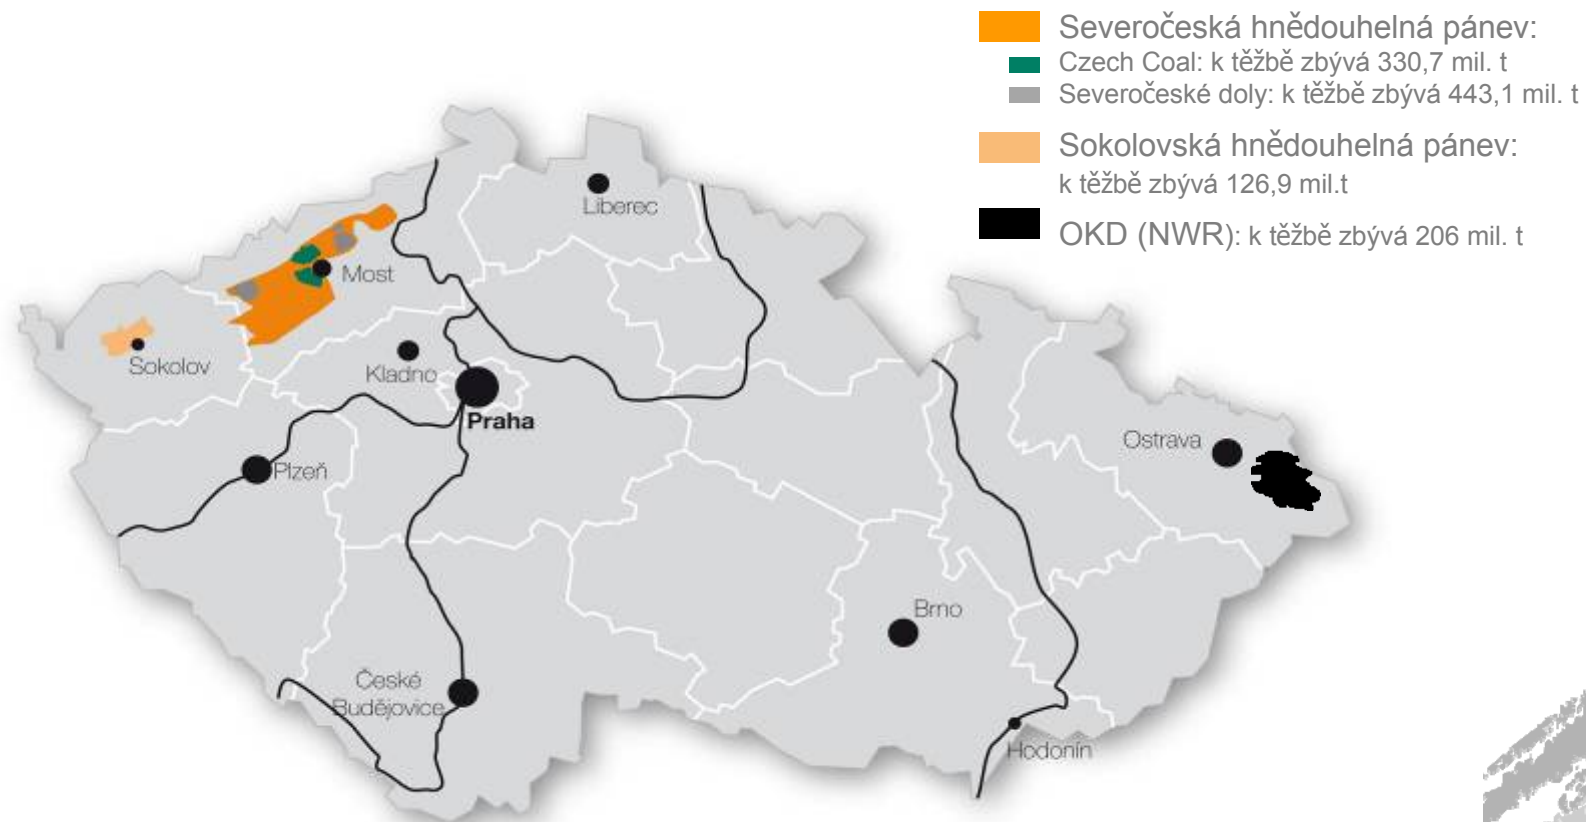 Severočeská hnědouhelná pánev:
Czech Coal: k těžbě zbývá 330,7 mil. t
Severočeské doly: k těžbě zbývá 443,1 mil. t
Sokolovská hnědouhelná pánev:
k těžbě zbývá 126,9 mil.t
OKD (NWR): k těžbě zbývá 206 mil. t
Liberec
Most
Sokolov
Kladno
Praha
Ostrava
Plzeň
Brno
České
Budějovice
Hodonín